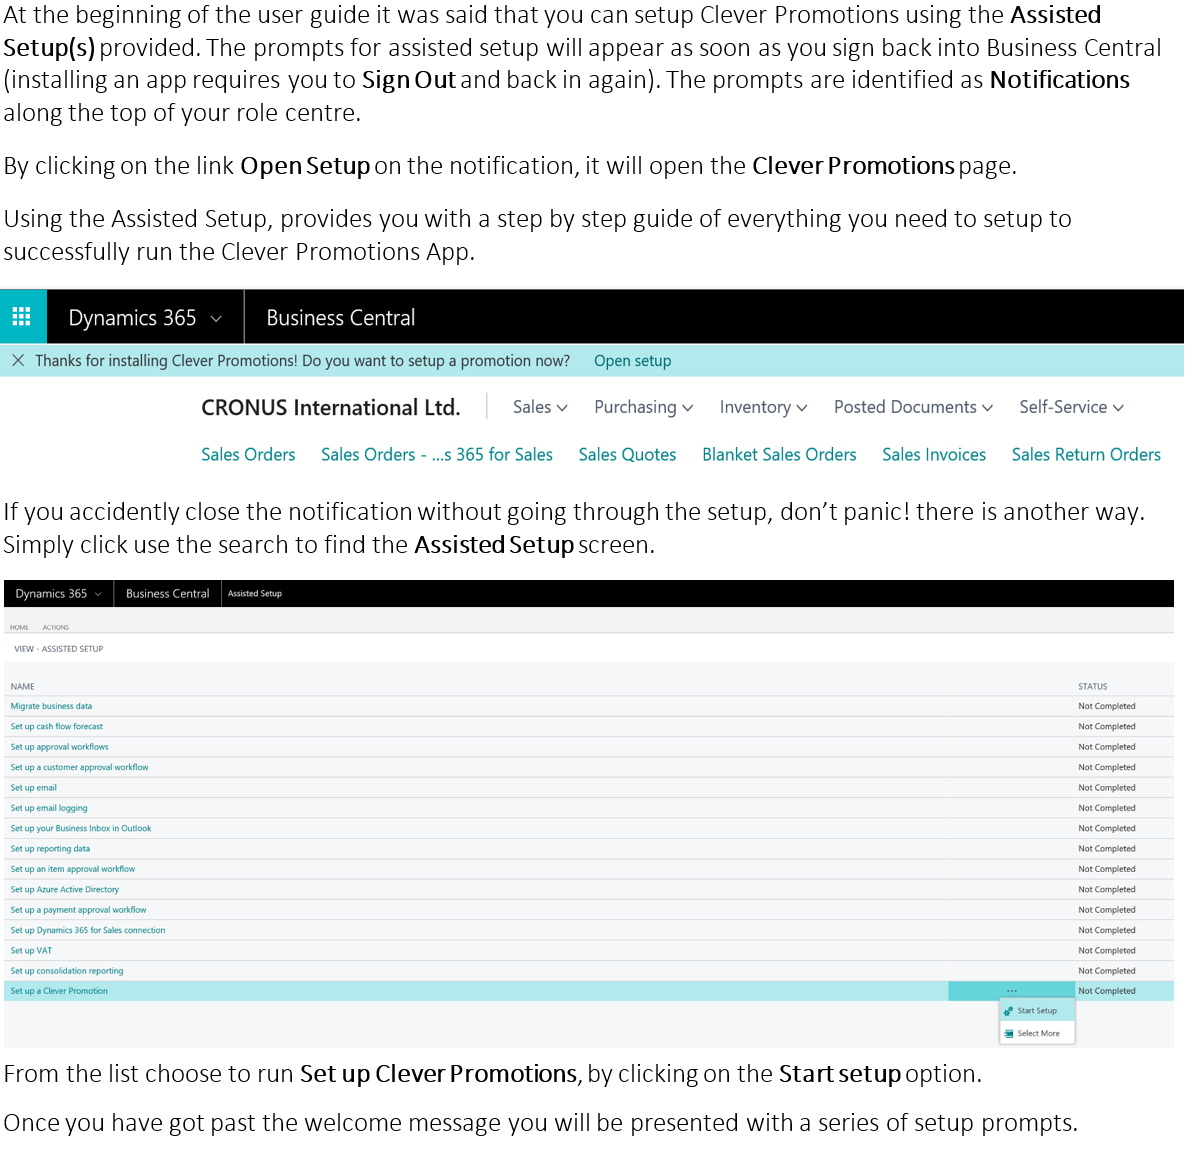 At the beginning of the user guide it was said that you can setup Clever Promotions using the Assisted
Setup(s) provided. The prompts for assisted setup will appear as soon as you sign back into Business Central
(installing an app requires you to Sign Out and back in again). The prompts are identified as Notifications
along the top of your role centre.
By clicking on the link Open Setup on the notification, it will open the Clever Promotions page.
Using the Assisted Setup, provides you with a step by step guide of everything you need to setup to
successfully run the Clever Promotions App.
Dynamics 365 Business Central
Thanks for installing Clever Promotions! Do you want to setup a promotion now? Open setup
CRONUS International Ltd. Sales Purchasing Inventory Posted Documents Self-Service
Sales Orders Sales Orders - ...s 365 for Sales Sales Quotes Blanket Sales Orders Sales Invoices Sales Return Orders
If you accidently close the notification without going through the setup, don't panic! there is another way.
Simply click use the search to find the Assisted Setup screen.
Dynamics 365 Business Central Assisted Setup
HOME ACTIONS
VIEW - ASSISTED SETUP
NAME STATUS
Migrate business data Not Completed
Set up cash flow forecast Not Completed
Set up approval workflows Not Completed
Set up a customer approval workflow Not Completed
Set up email Not Completed
Set up email logging Not Completed
Set up your Business Inbox in Outlook Not Completed
Set up reporting data Not Completed
Set up an item approval workflow Not Completed
Set up Azure Active Directory Not Completed
Set up a payment approval workflow Not Completed
Set up Dynamics 365 for Sales connection Not Completed
Set up VAT Not Completed
Set up consolidation reporting Not Completed
Set up a Clever Promotion ... Not Completed
Start Setup
Select More
From the list choose to run Set up Clever Promotions, by clicking on the Start setup option.
Once you have got past the welcome message you will be presented with a series of setup prompts.